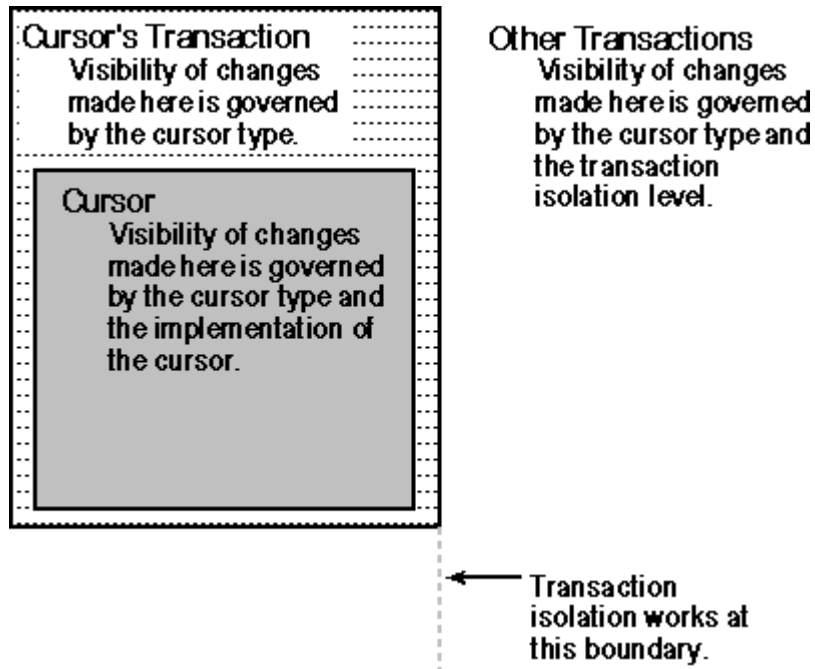 Cursor's Transaction
Visibility of changes
made here is governed
by the cursor type.
Cursor
Visibility of changes
made here is governed
by the cursor type and
the implementation of
the cursor.
Other Transactions
Visibility of changes
made here is governed
by the cursor type and
the transaction
isolation level.
Transaction
isolation works at
this boundary.